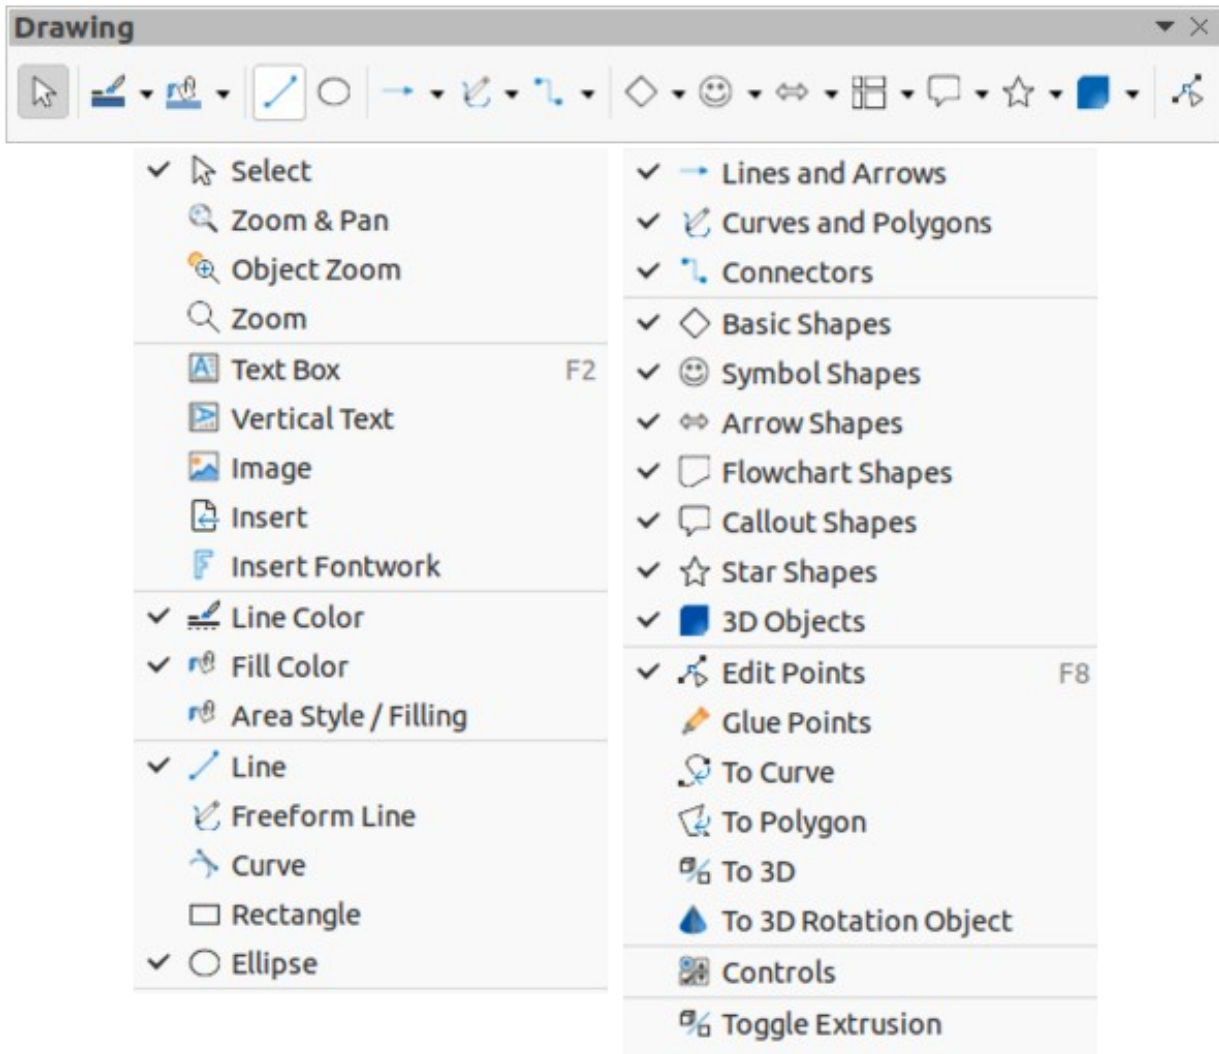 Drawing
Select
Zoom & Pan
Object Zoom
Zoom
Text Box F2
Vertical Text
Image
Insert
Insert Fontwork
Line Color
Fill Color
Area Style / Filling
Line
Freeform Line
Curve
Rectangle
Ellipse
Lines and Arrows
Curves and Polygons
Connectors
Basic Shapes
Symbol Shapes
Arrow Shapes
Flowchart Shapes
Callout Shapes
Star Shapes
3D Objects
Edit Points F8
Glue Points
To Curve
To Polygon
To 3D
To 3D Rotation Object
Controls
Toggle Extrusion